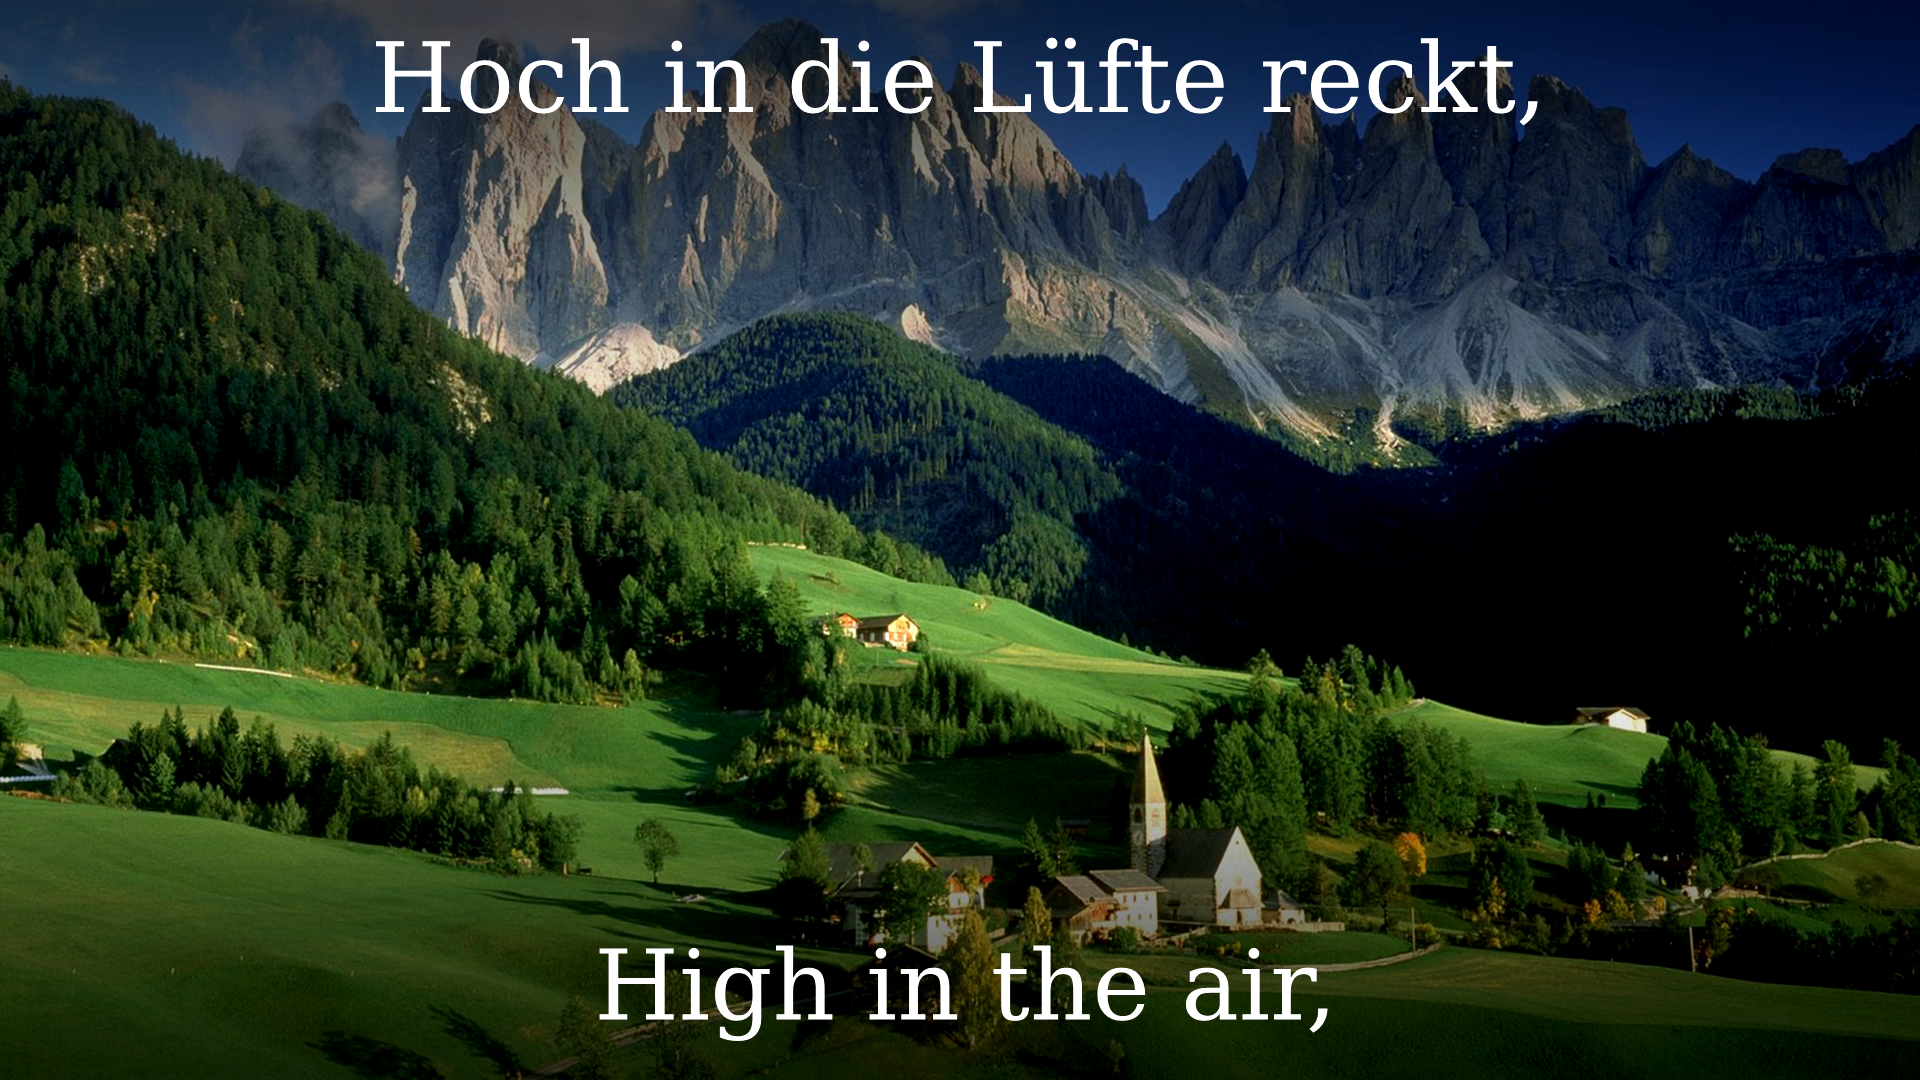 Hoch in die Lüfte reckt,
High in the air,